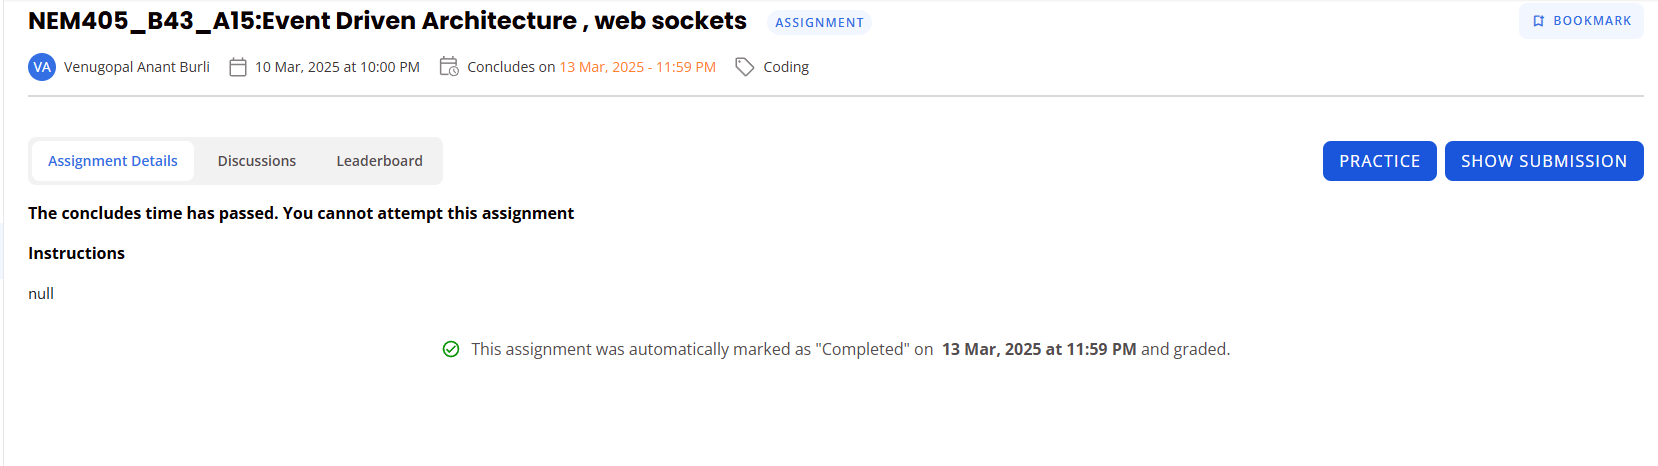 NEM405_B43_A15:Event Driven Architecture , web sockets ASSIGNMENT BOOKMARK
VA Venugopal Anant Burli 10 Mar, 2025 at 10:00 PM Concludes on 13 Mar, 2025 - 11:59 PM Coding
Assignment Details Discussions Leaderboard PRACTICE SHOW SUBMISSION
The concludes time has passed. You cannot attempt this assignment
Instructions
null
This assignment was automatically marked as "Completed" on 13 Mar, 2025 at 11:59 PM and graded.